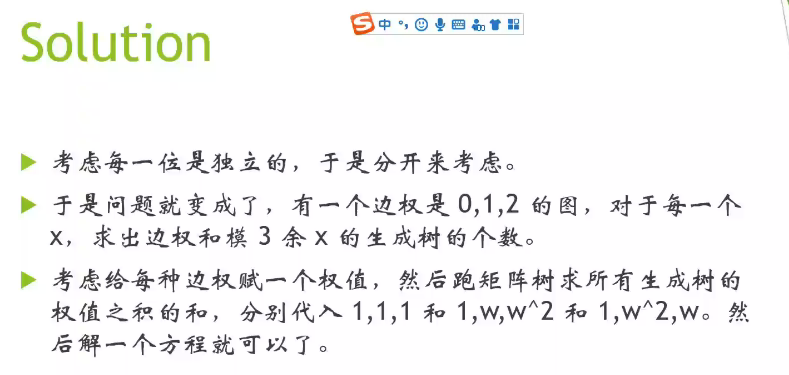 中
Solution
考虑每一位是独立的，于是分开来考虑。
于是问题就变成了，有一个边权是 0,1,2 的图，对于每一个
x，求出边权和模 3 余 x 的生成树的个数。
考虑给每种边权赋一个权值，然后跑矩阵树求所有生成树的
权值之积的和，分别代入 1,1,1 和 1,w,w^2 和 1,w^2,w。然
后解一个方程就可以了。